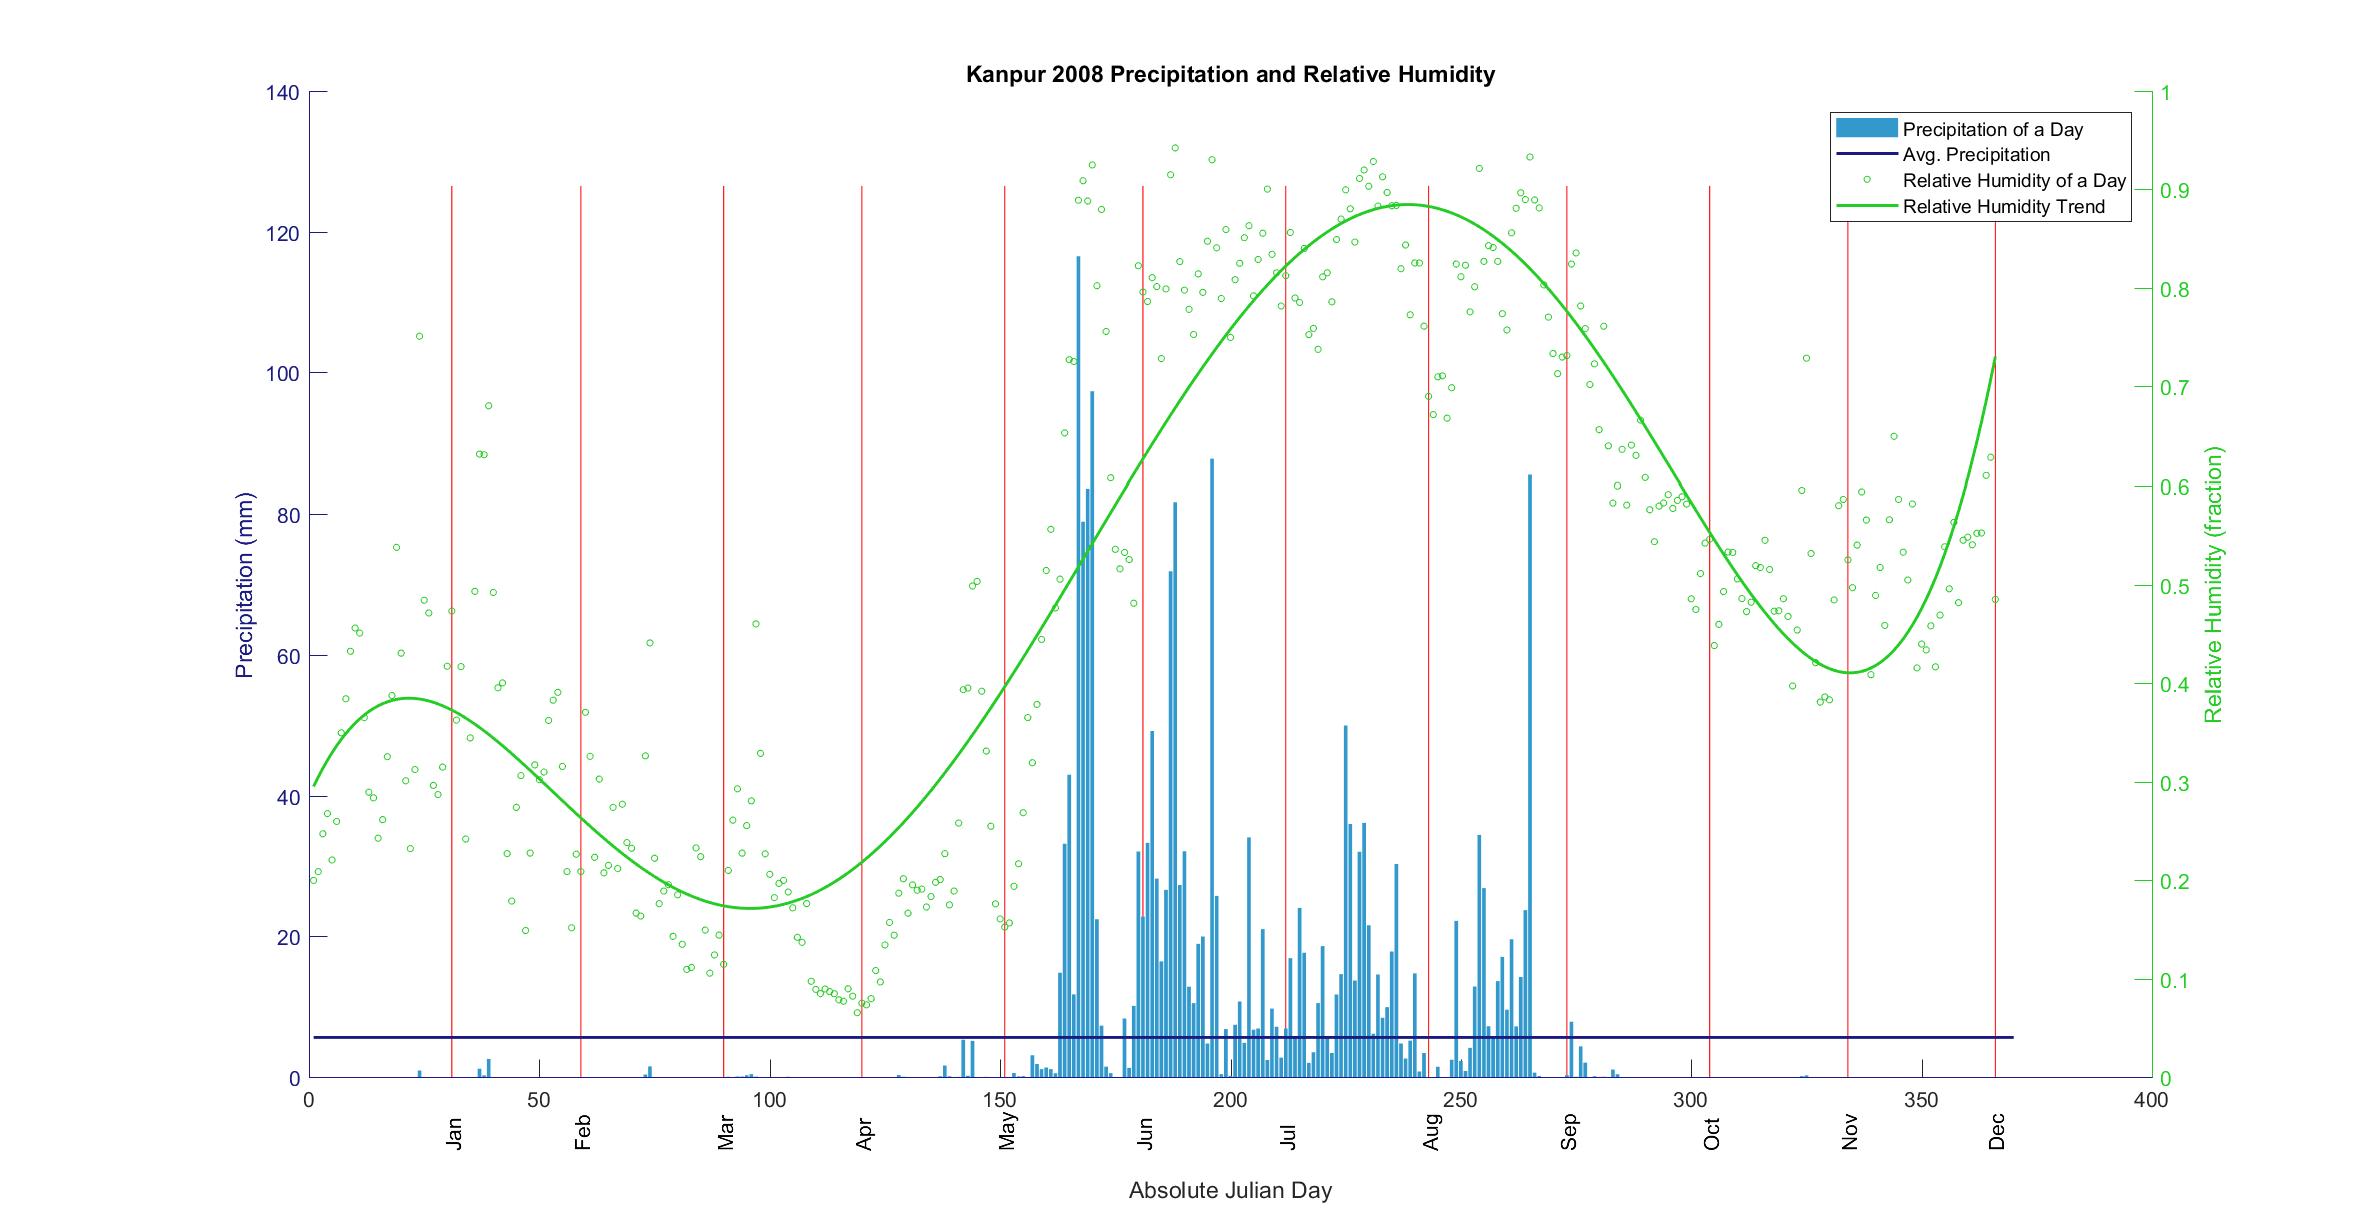 Kanpur 2008 Precipitation and Relative Humidity
140
120
100
80
60
40
20
0
Precipitation (mm)
1
0.9
0.8
0.7
0.6
0.5
0.4
0.3
0.2
0.1
0
Relative Humidity (fraction)
Precipitation of a Day
Avg. Precipitation
Relative Humidity of a Day
Relative Humidity Trend
0 50 100 150 200 250 300 350 400
Jan Feb Mar Apr May Jun Jul Aug Sep Oct Nov Dec
Absolute Julian Day